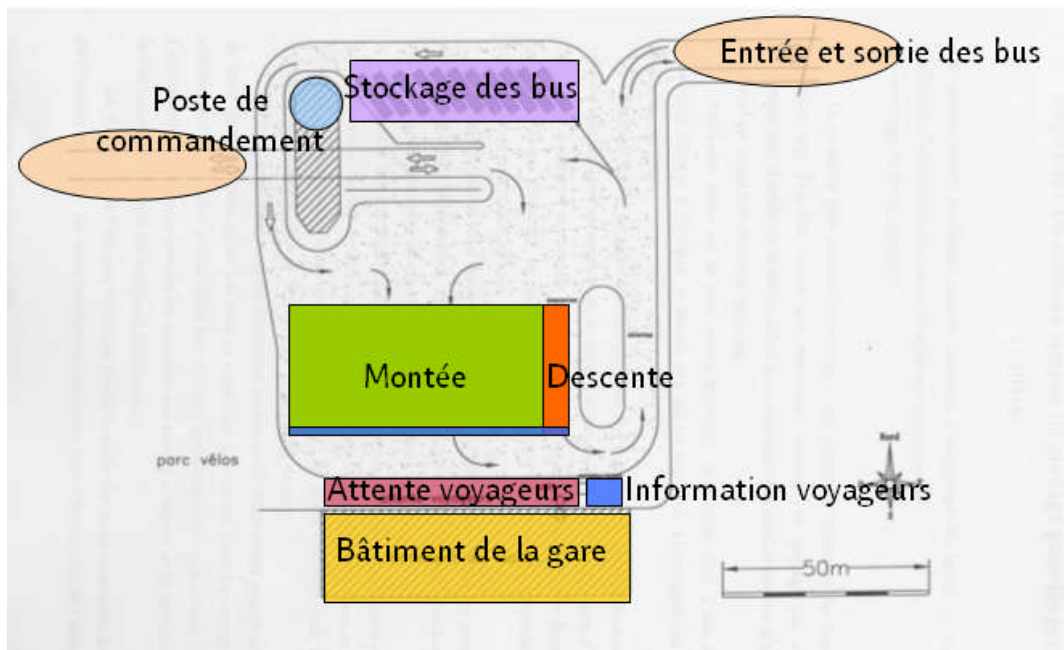 Entrée et sortie des bus
Stockage des bus
Poste de
commandement
Montée
Descente
parc vélos
Nord
Attente voyageurs
Information voyageurs
Bâtiment de la gare
50m